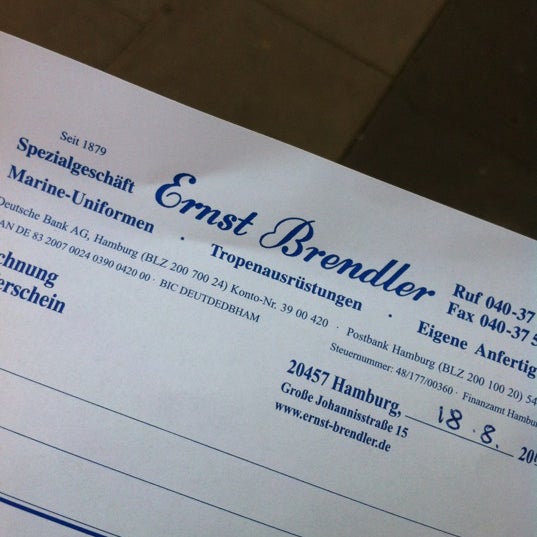 Seit 1879
Spezialgeschäft Ernst Brendler Ruf 040-37
Fax 040-37 5
Marine-Uniformen · Tropenausrüstungen · Eigene Anfertig
Deutsche Bank AG, Hamburg (BLZ 200 700 24) Konto-Nr. 39 00 420 · Postbank Hamburg (BLZ 200 100 20) 54
AN DE 83 2007 0024 0390 0420 00 · BIC DEUTDEDBHAM
Steuernummer: 48/177/00360 · Finanzamt Hambu
chnung
erschein
20457 Hamburg, 18.8. 200
Große Johannisstraße 15
www.ernst-brendler.de